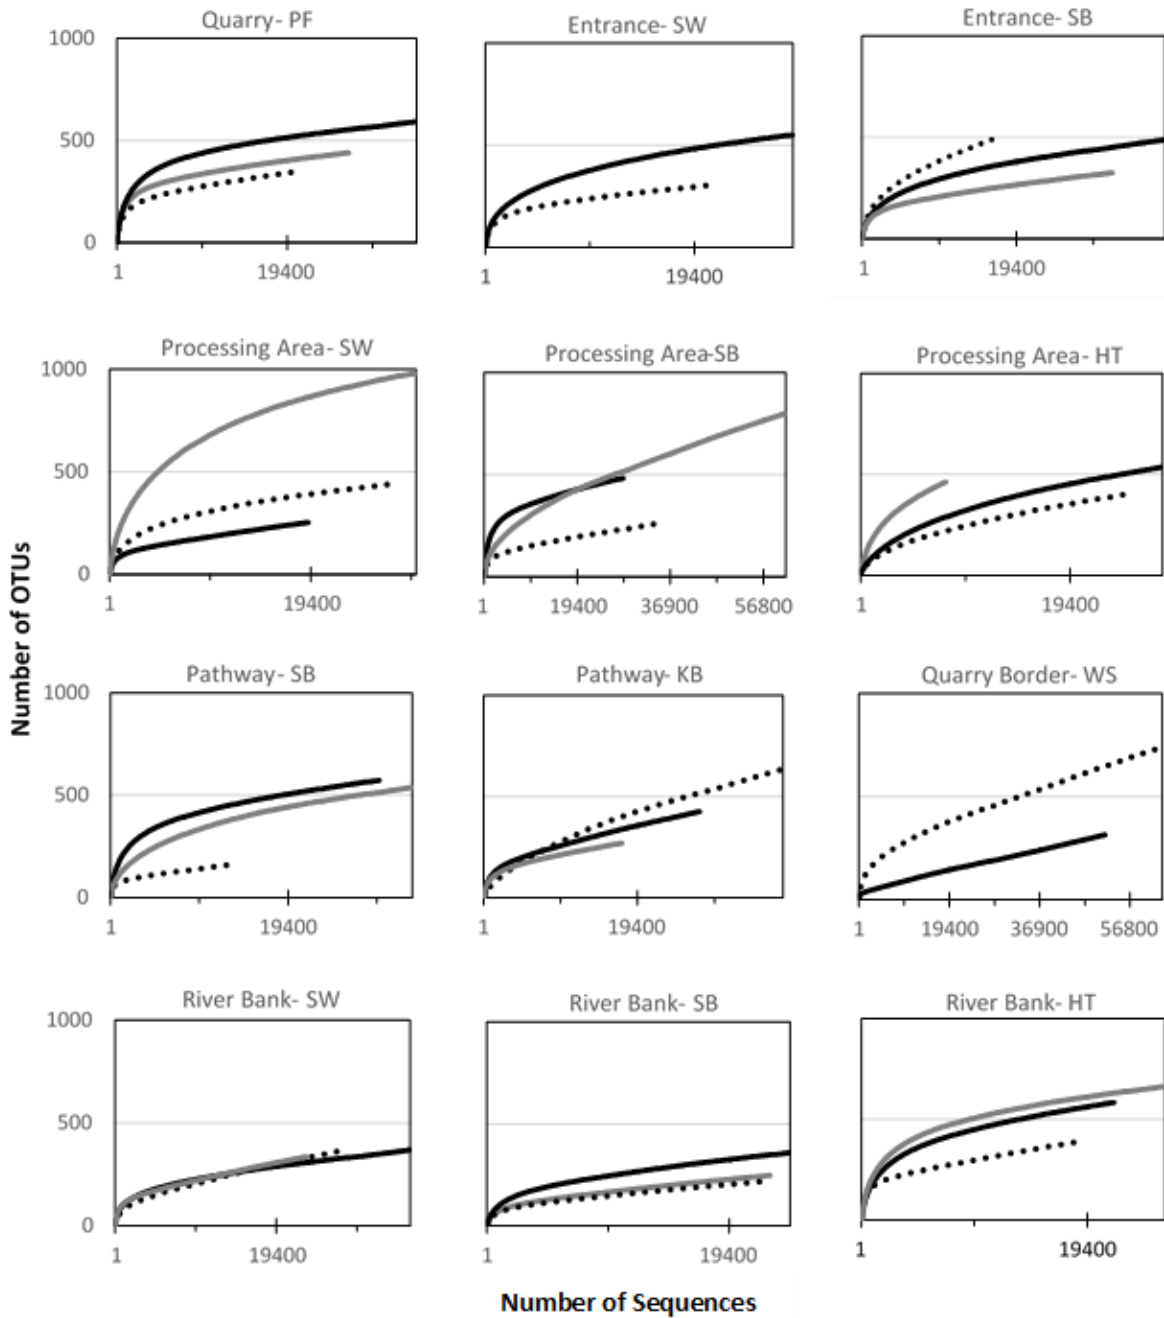 Quarry- PF
Entrance- SW
Entrance- SB
1000
500
0
1
19400
1
19400
1
19400
Processing Area- SW
Processing Area-SB
Processing Area- HT
1000
500
0
1
19400
1
19400
36900
56800
1
19400
Number of OTUs
Pathway- SB
Pathway- KB
Quarry Border- WS
1000
500
0
1
19400
1
19400
1
19400
36900
56800
River Bank- SW
River Bank- SB
River Bank- HT
1000
500
0
1
19400
1
19400
1
19400
Number of Sequences